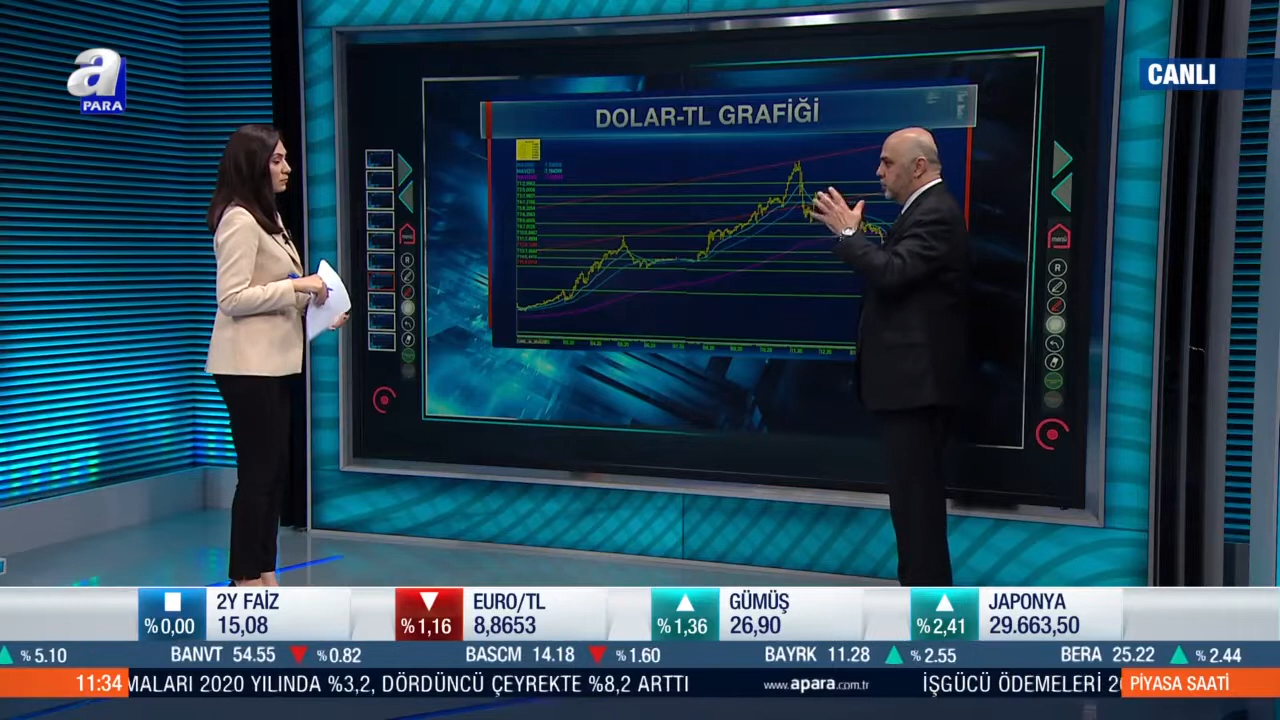 a
PARA
CANLI
DOLAR-TL GRAFİĞİ
menü
R
R
2Y FAİZ
%0,00
15,08
EURO/TL
%1,16
8,8653
GÜMÜŞ
%1,36
26,90
JAPONYA
%2,41
29.663,50
%5.10 BANVT 54.55 %0.82 BASCM 14.18 %1.60 BAYRK 11.28 %2.55 BERA 25.22 %2.44
11:34 MALARI 2020 YILINDA %3,2, DÖRDÜNCÜ ÇEYREKTE %8,2 ARTTI www.apara.com.tr İŞGÜCÜ ÖDEMELERİ PİYASA SAATİ